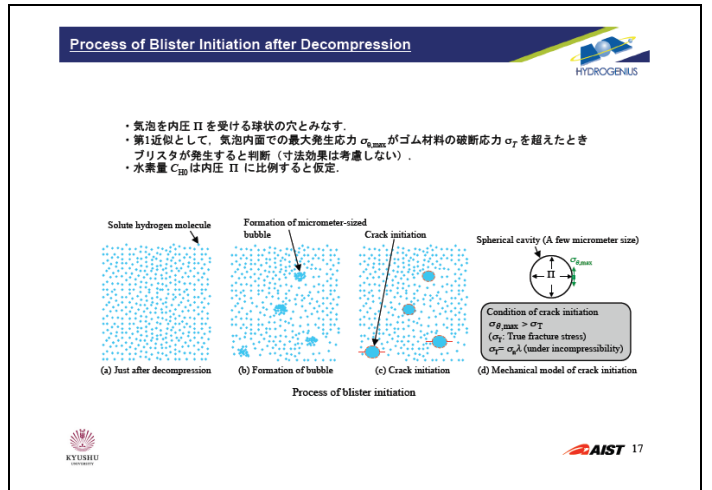 Process of Blister Initiation after Decompression
HYDROGENIUS
・気泡を内圧 Π を受ける球状の穴とみなす．
・第1近似として，気泡内面での最大発生応力 σθ,max がゴム材料の破断応力 σT を超えたとき
ブリスタが発生すると判断（寸法効果は考慮しない）．
・水素量 CH0 は内圧 Π に比例すると仮定．
Solute hydrogen molecule
Formation of micrometer-sized
bubble
Crack initiation
Spherical cavity (A few micrometer size)
σθ,max
Π
Condition of crack initiation
σθ,max > σT
(σT: True fracture stress)
σT= σnλ (under incompressibility)
(a) Just after decompression
(b) Formation of bubble
(c) Crack initiation
(d) Mechanical model of crack initiation
Process of blister initiation
KYUSHU
UNIVERSITY
AIST 17